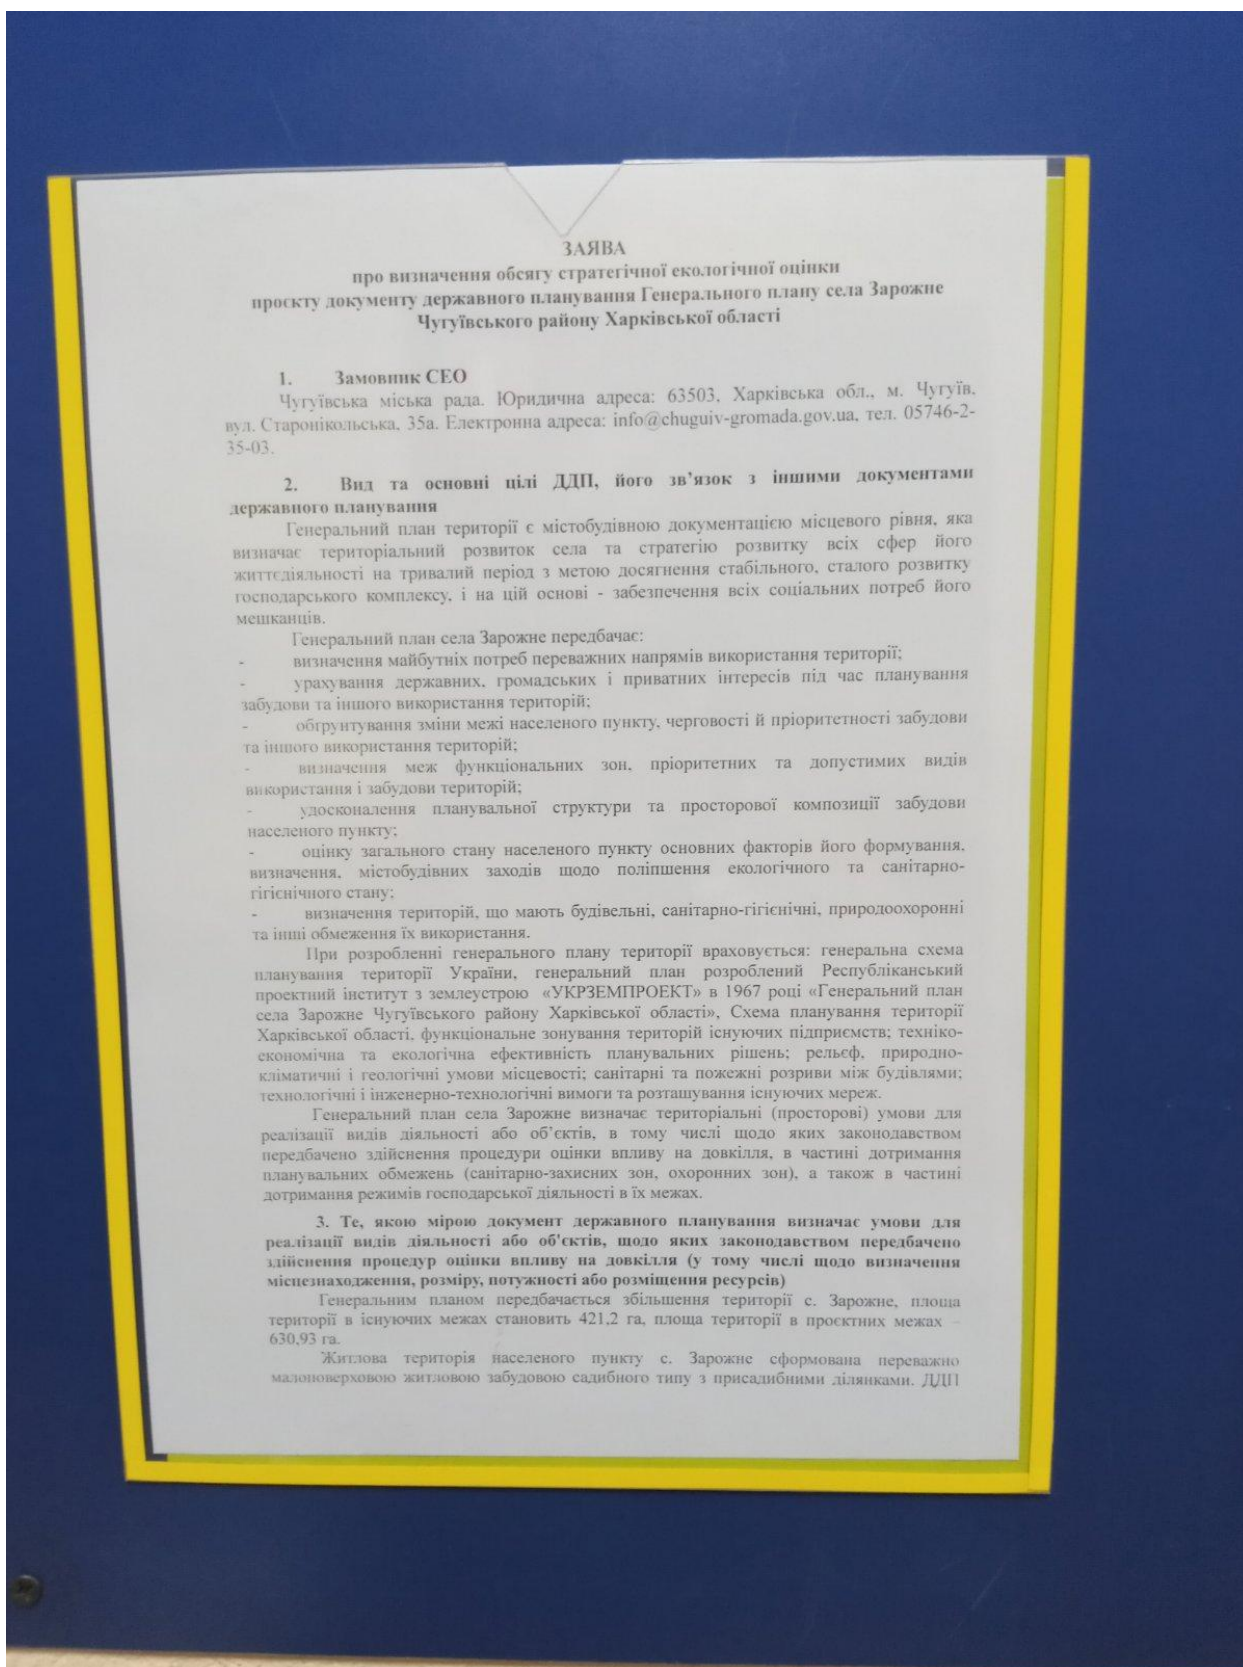 ЗАЯВА
про визначення обсягу стратегічної екологічної оцінки
проєкту документу державного планування Генерального плану села Зарожне
Чугуївського району Харківської області
1. Замовник СЕО
Чугуївська міська рада. Юридична адреса: 63503, Харківська обл., м. Чугуїв,
вул. Старонікольська, 35а. Електронна адреса: info@chuguiv-gromada.gov.ua, тел. 05746-2-
35-03.
2. Вид та основні цілі ДДП, його зв’язок з іншими документами
державного планування
Генеральний план території є містобудівною документацією місцевого рівня, яка
визначає територіальний розвиток села та стратегію розвитку всіх сфер його
життєдіяльності на тривалий період з метою досягнення стабільного, сталого розвитку
господарського комплексу, і на цій основі - забезпечення всіх соціальних потреб його
мешканців.
Генеральний план села Зарожне передбачає:
- визначення майбутніх потреб переважних напрямів використання території;
- урахування державних, громадських і приватних інтересів під час планування
забудови та іншого використання територій;
- обґрунтування зміни межі населеного пункту, черговості й пріоритетності забудови
та іншого використання територій;
- визначення меж функціональних зон, пріоритетних та допустимих видів
використання і забудови територій;
- удосконалення планувальної структури та просторової композиції забудови
населеного пункту;
- оцінку загального стану населеного пункту основних факторів його формування,
визначення, містобудівних заходів щодо поліпшення екологічного та санітарно-
гігієнічного стану;
- визначення територій, що мають будівельні, санітарно-гігієнічні, природоохоронні
та інші обмеження їх використання.
При розробленні генерального плану території враховується: генеральна схема
планування території України, генеральний план розроблений Республіканський
проектний інститут з землеустрою «УКРЗЕМПРОЕКТ» в 1967 році «Генеральний план
села Зарожне Чугуївського району Харківської області», Схема планування території
Харківської області, функціональне зонування територій існуючих підприємств; техніко-
економічна та екологічна ефективність планувальних рішень; рельєф, природно-
кліматичні і геологічні умови місцевості; санітарні та пожежні розриви між будівлями;
технологічні і інженерно-технологічні вимоги та розташування існуючих мереж.
Генеральний план села Зарожне визначає територіальні (просторові) умови для
реалізації видів діяльності або об’єктів, в тому числі щодо яких законодавством
передбачено здійснення процедури оцінки впливу на довкілля, в частині дотримання
планувальних обмежень (санітарно-захисних зон, охоронних зон), а також в частині
дотримання режимів господарської діяльності в їх межах.
3. Те, якою мірою документ державного планування визначає умови для
реалізації видів діяльності або об'єктів, щодо яких законодавством передбачено
здійснення процедур оцінки впливу на довкілля (у тому числі щодо визначення
місцезнаходження, розміру, потужності або розміщення ресурсів)
Генеральним планом передбачається збільшення території с. Зарожне, площа
території в існуючих межах становить 421,2 га, площа території в проєктних межах –
630,93 га.
Житлова територія населеного пункту с. Зарожне сформована переважно
малоповерховою житловою забудовою садибного типу з присадибними ділянками. ДДП